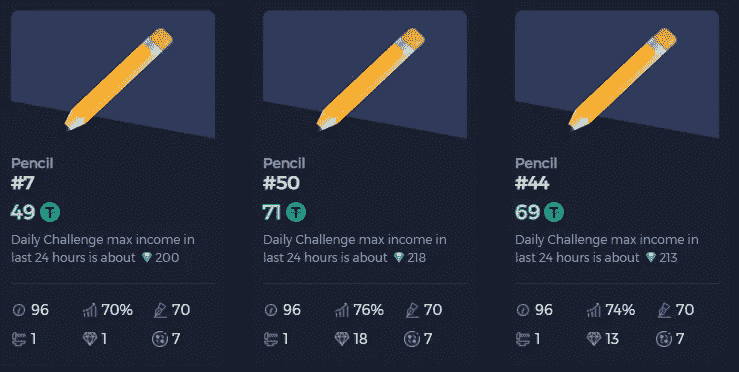 Pencil
#7
49
Daily Challenge max income in
last 24 hours is about 200
96 70% 70
1 1 7
Pencil
#50
71
Daily Challenge max income in
last 24 hours is about 218
96 76% 70
1 18 7
Pencil
#44
69
Daily Challenge max income in
last 24 hours is about 213
96 74% 70
1 13 7